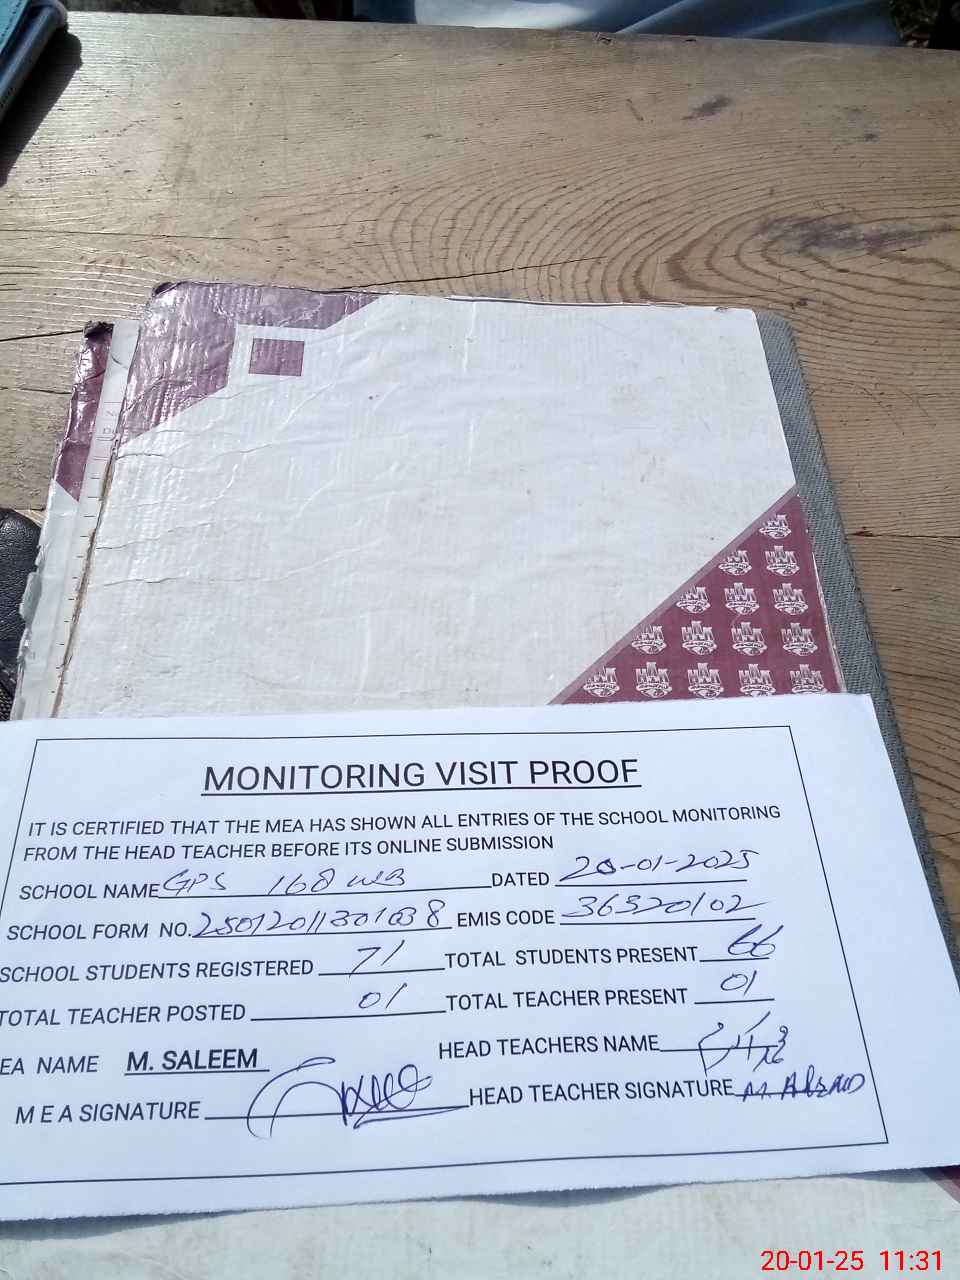 MONITORING VISIT PROOF
IT IS CERTIFIED THAT THE MEA HAS SHOWN ALL ENTRIES OF THE SCHOOL MONITORING
FROM THE HEAD TEACHER BEFORE ITS ONLINE SUBMISSION
SCHOOL NAME GPS 168 WB DATED 20-01-2025
SCHOOL FORM NO. EMIS CODE 36320102
SCHOOL STUDENTS REGISTERED 71 TOTAL STUDENTS PRESENT 66
TOTAL TEACHER POSTED 01 TOTAL TEACHER PRESENT 01
EA NAME M. SALEEM HEAD TEACHERS NAME
M E A SIGNATURE HEAD TEACHER SIGNATURE M.
20-01-25 11:31